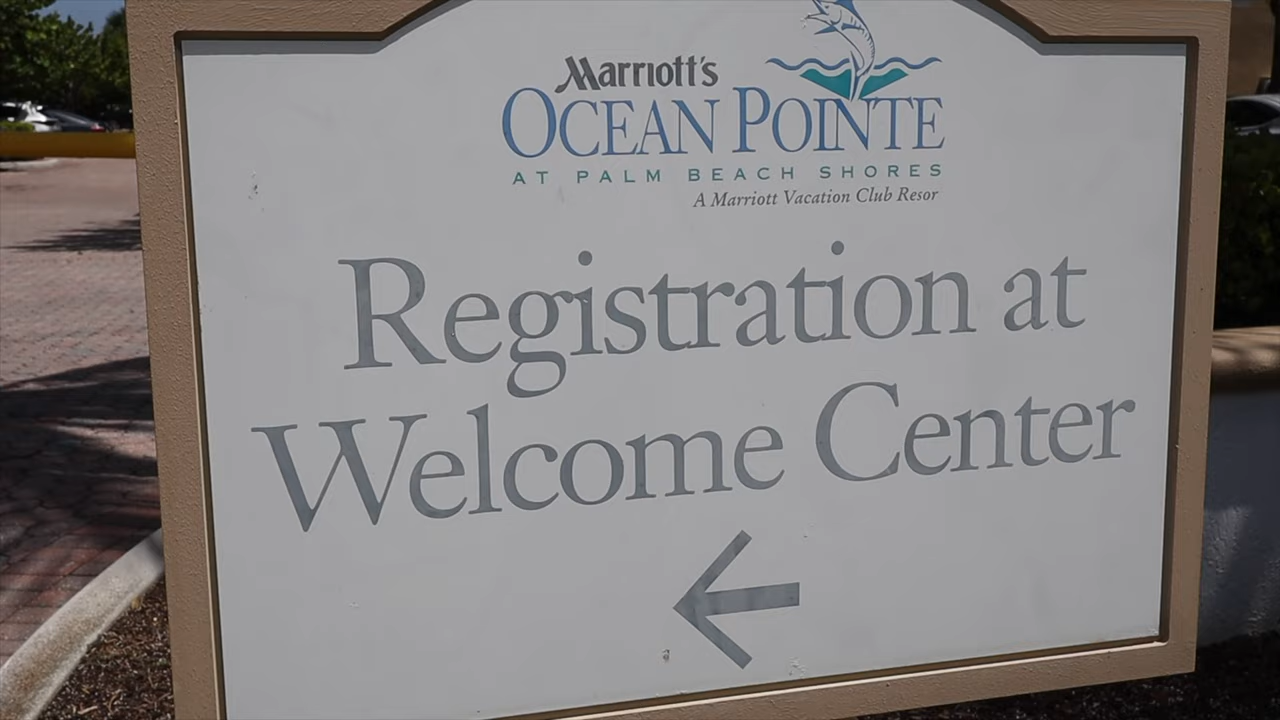 Marriott's
OCEAN POINTE
AT PALM BEACH SHORES
A Marriott Vacation Club Resor
Registration at
Welcome Center